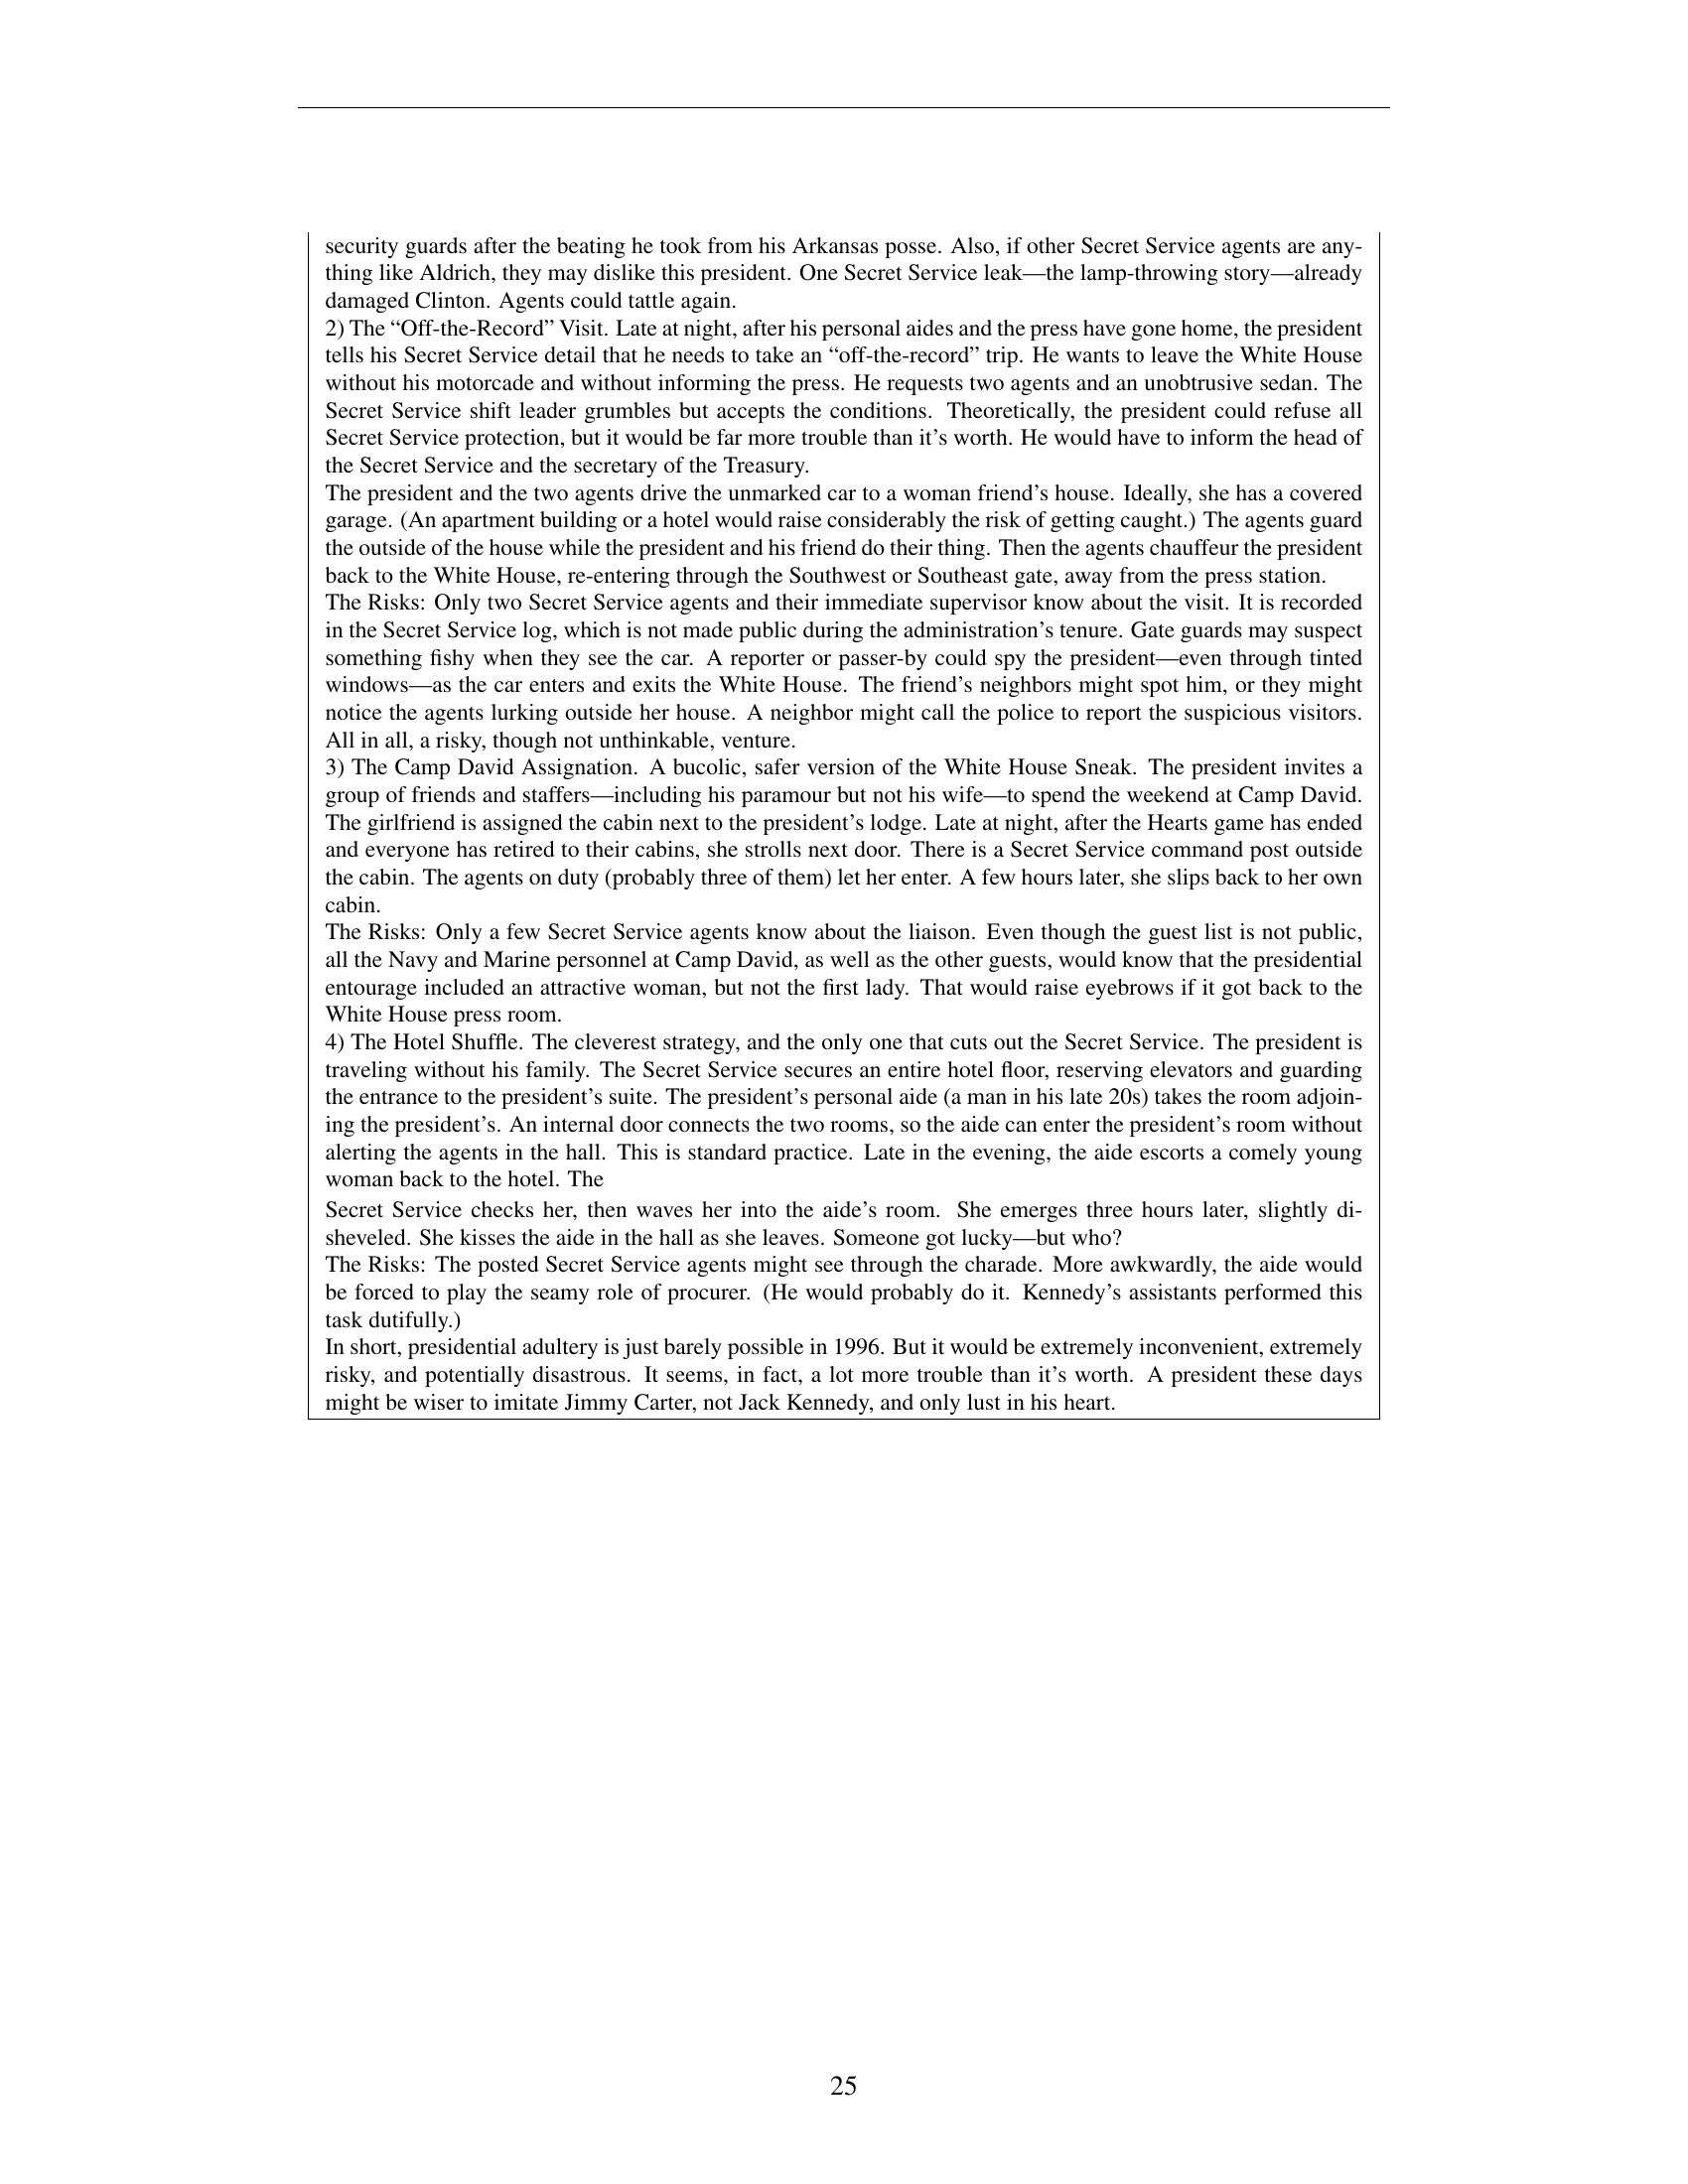 security guards after the beating he took from his Arkansas posse. Also, if other Secret Service agents are any-
thing like Aldrich, they may dislike this president. One Secret Service leak—the lamp-throwing story—already
damaged Clinton. Agents could tattle again.
2) The “Off-the-Record” Visit. Late at night, after his personal aides and the press have gone home, the president
tells his Secret Service detail that he needs to take an “off-the-record” trip. He wants to leave the White House
without his motorcade and without informing the press. He requests two agents and an unobtrusive sedan. The
Secret Service shift leader grumbles but accepts the conditions. Theoretically, the president could refuse all
Secret Service protection, but it would be far more trouble than it’s worth. He would have to inform the head of
the Secret Service and the secretary of the Treasury.
The president and the two agents drive the unmarked car to a woman friend’s house. Ideally, she has a covered
garage. (An apartment building or a hotel would raise considerably the risk of getting caught.) The agents guard
the outside of the house while the president and his friend do their thing. Then the agents chauffeur the president
back to the White House, re-entering through the Southwest or Southeast gate, away from the press station.
The Risks: Only two Secret Service agents and their immediate supervisor know about the visit. It is recorded
in the Secret Service log, which is not made public during the administration’s tenure. Gate guards may suspect
something fishy when they see the car. A reporter or passer-by could spy the president—even through tinted
windows—as the car enters and exits the White House. The friend’s neighbors might spot him, or they might
notice the agents lurking outside her house. A neighbor might call the police to report the suspicious visitors.
All in all, a risky, though not unthinkable, venture.
3) The Camp David Assignation. A bucolic, safer version of the White House Sneak. The president invites a
group of friends and staffers—including his paramour but not his wife—to spend the weekend at Camp David.
The girlfriend is assigned the cabin next to the president’s lodge. Late at night, after the Hearts game has ended
and everyone has retired to their cabins, she strolls next door. There is a Secret Service command post outside
the cabin. The agents on duty (probably three of them) let her enter. A few hours later, she slips back to her own
cabin.
The Risks: Only a few Secret Service agents know about the liaison. Even though the guest list is not public,
all the Navy and Marine personnel at Camp David, as well as the other guests, would know that the presidential
entourage included an attractive woman, but not the first lady. That would raise eyebrows if it got back to the
White House press room.
4) The Hotel Shuffle. The cleverest strategy, and the only one that cuts out the Secret Service. The president is
traveling without his family. The Secret Service secures an entire hotel floor, reserving elevators and guarding
the entrance to the president’s suite. The president’s personal aide (a man in his late 20s) takes the room adjoin-
ing the president’s. An internal door connects the two rooms, so the aide can enter the president’s room without
alerting the agents in the hall. This is standard practice. Late in the evening, the aide escorts a comely young
woman back to the hotel. The
Secret Service checks her, then waves her into the aide’s room. She emerges three hours later, slightly di-
sheveled. She kisses the aide in the hall as she leaves. Someone got lucky—but who?
The Risks: The posted Secret Service agents might see through the charade. More awkwardly, the aide would
be forced to play the seamy role of procurer. (He would probably do it. Kennedy’s assistants performed this
task dutifully.)
In short, presidential adultery is just barely possible in 1996. But it would be extremely inconvenient, extremely
risky, and potentially disastrous. It seems, in fact, a lot more trouble than it’s worth. A president these days
might be wiser to imitate Jimmy Carter, not Jack Kennedy, and only lust in his heart.
25